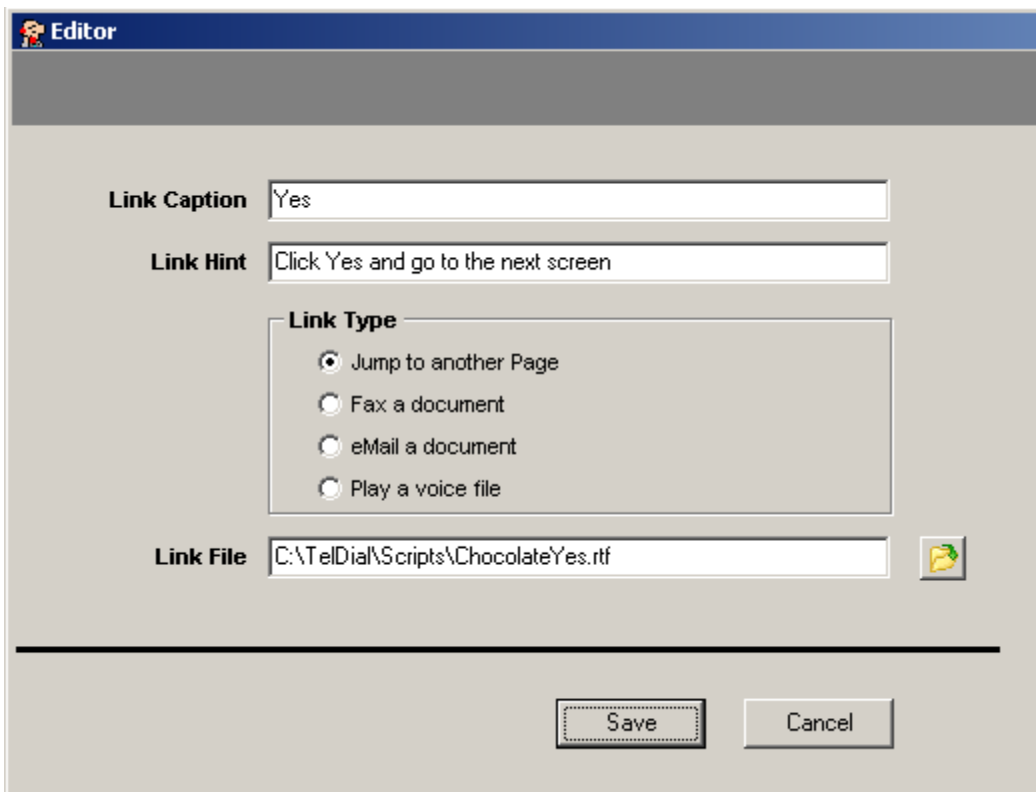 Editor
Link Caption Yes
Link Hint Click Yes and go to the next screen
Link Type
Jump to another Page
Fax a document
eMail a document
Play a voice file
Link File C:\TelDial\Scripts\ChocolateYes.rtf
Save Cancel